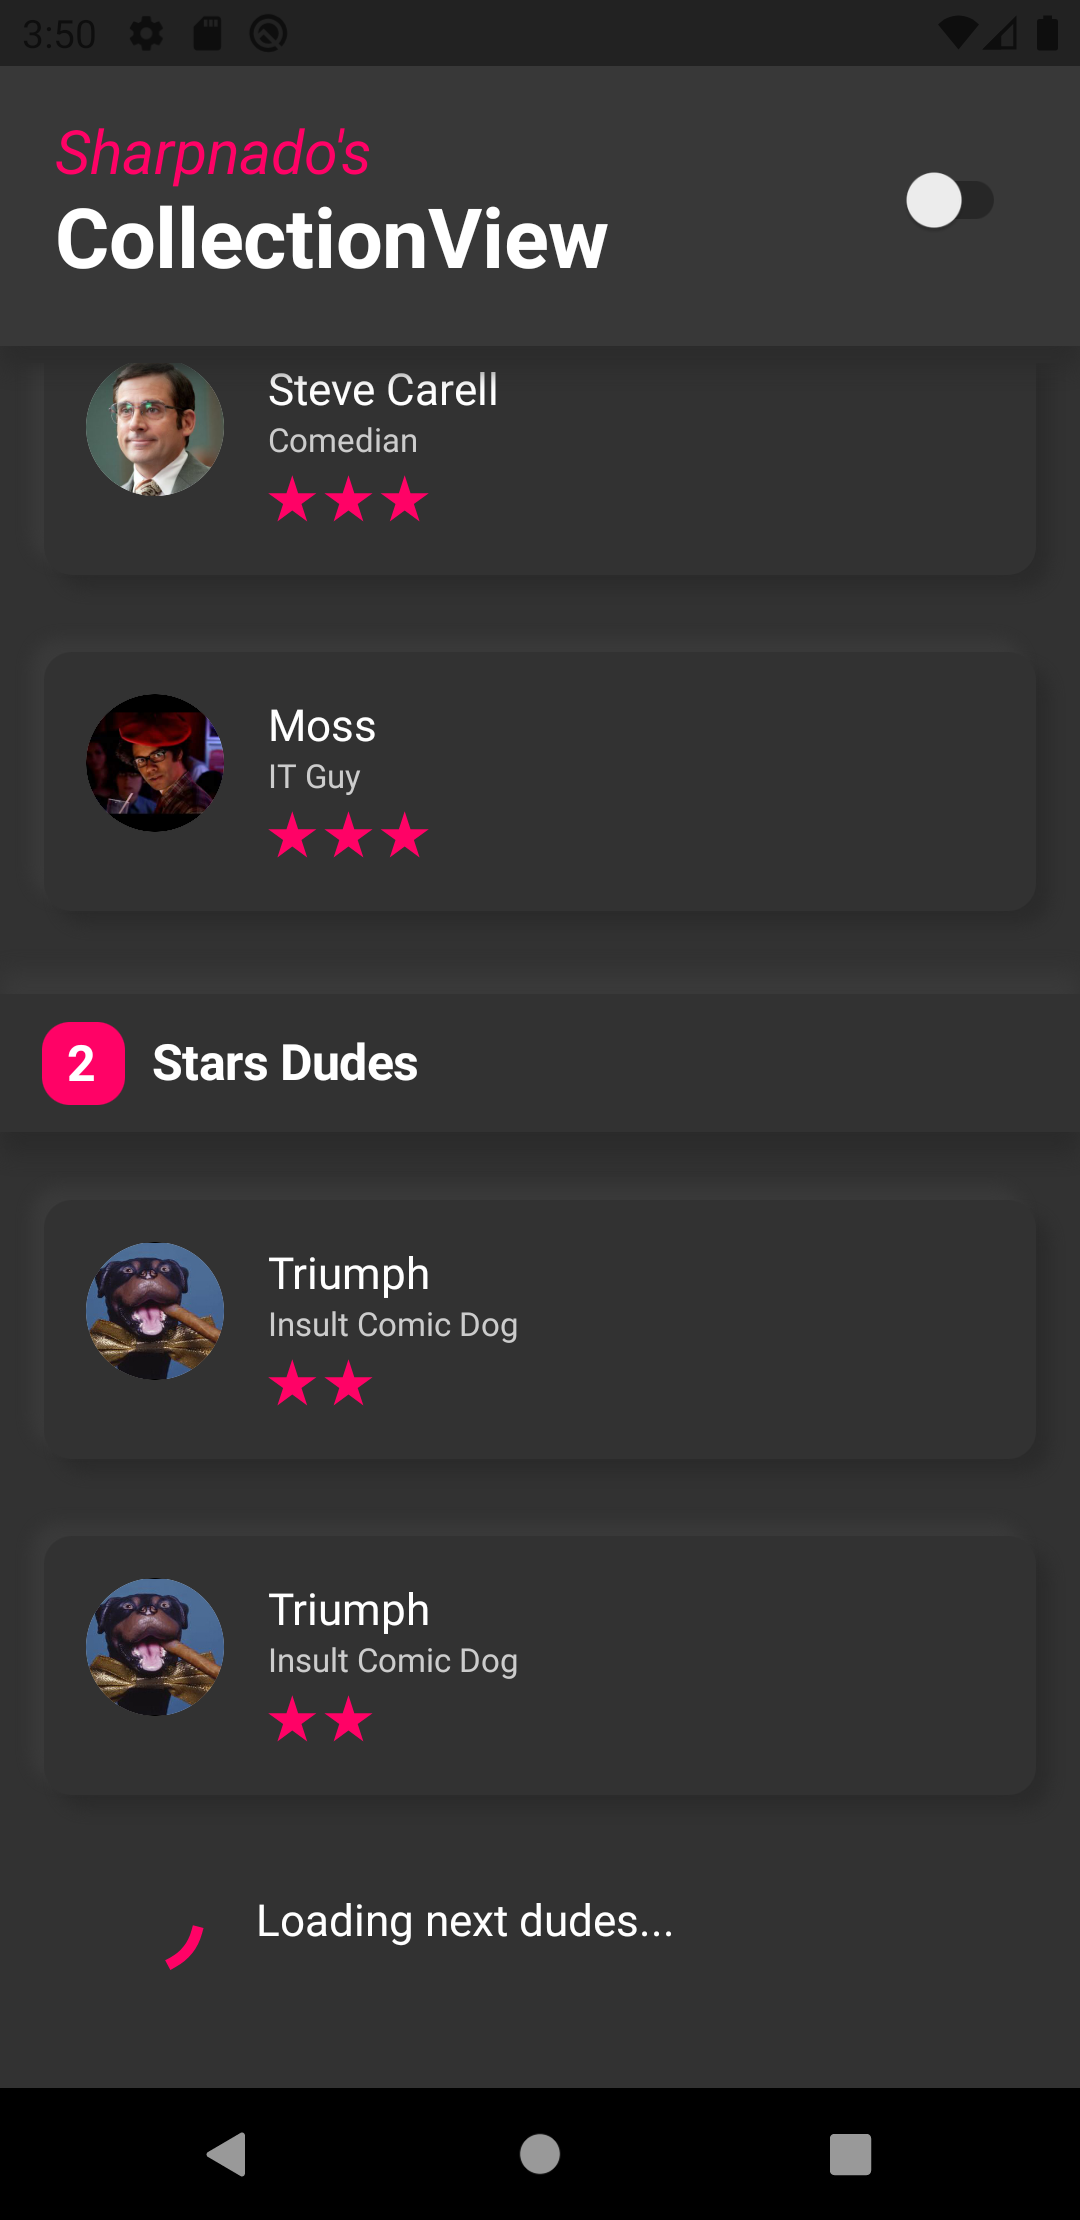 3:50
Sharpnado's
CollectionView
Steve Carell
Comedian
★★★
Moss
IT Guy
★★★
2 Stars Dudes
Triumph
Insult Comic Dog
★★
Triumph
Insult Comic Dog
★★
Loading next dudes...